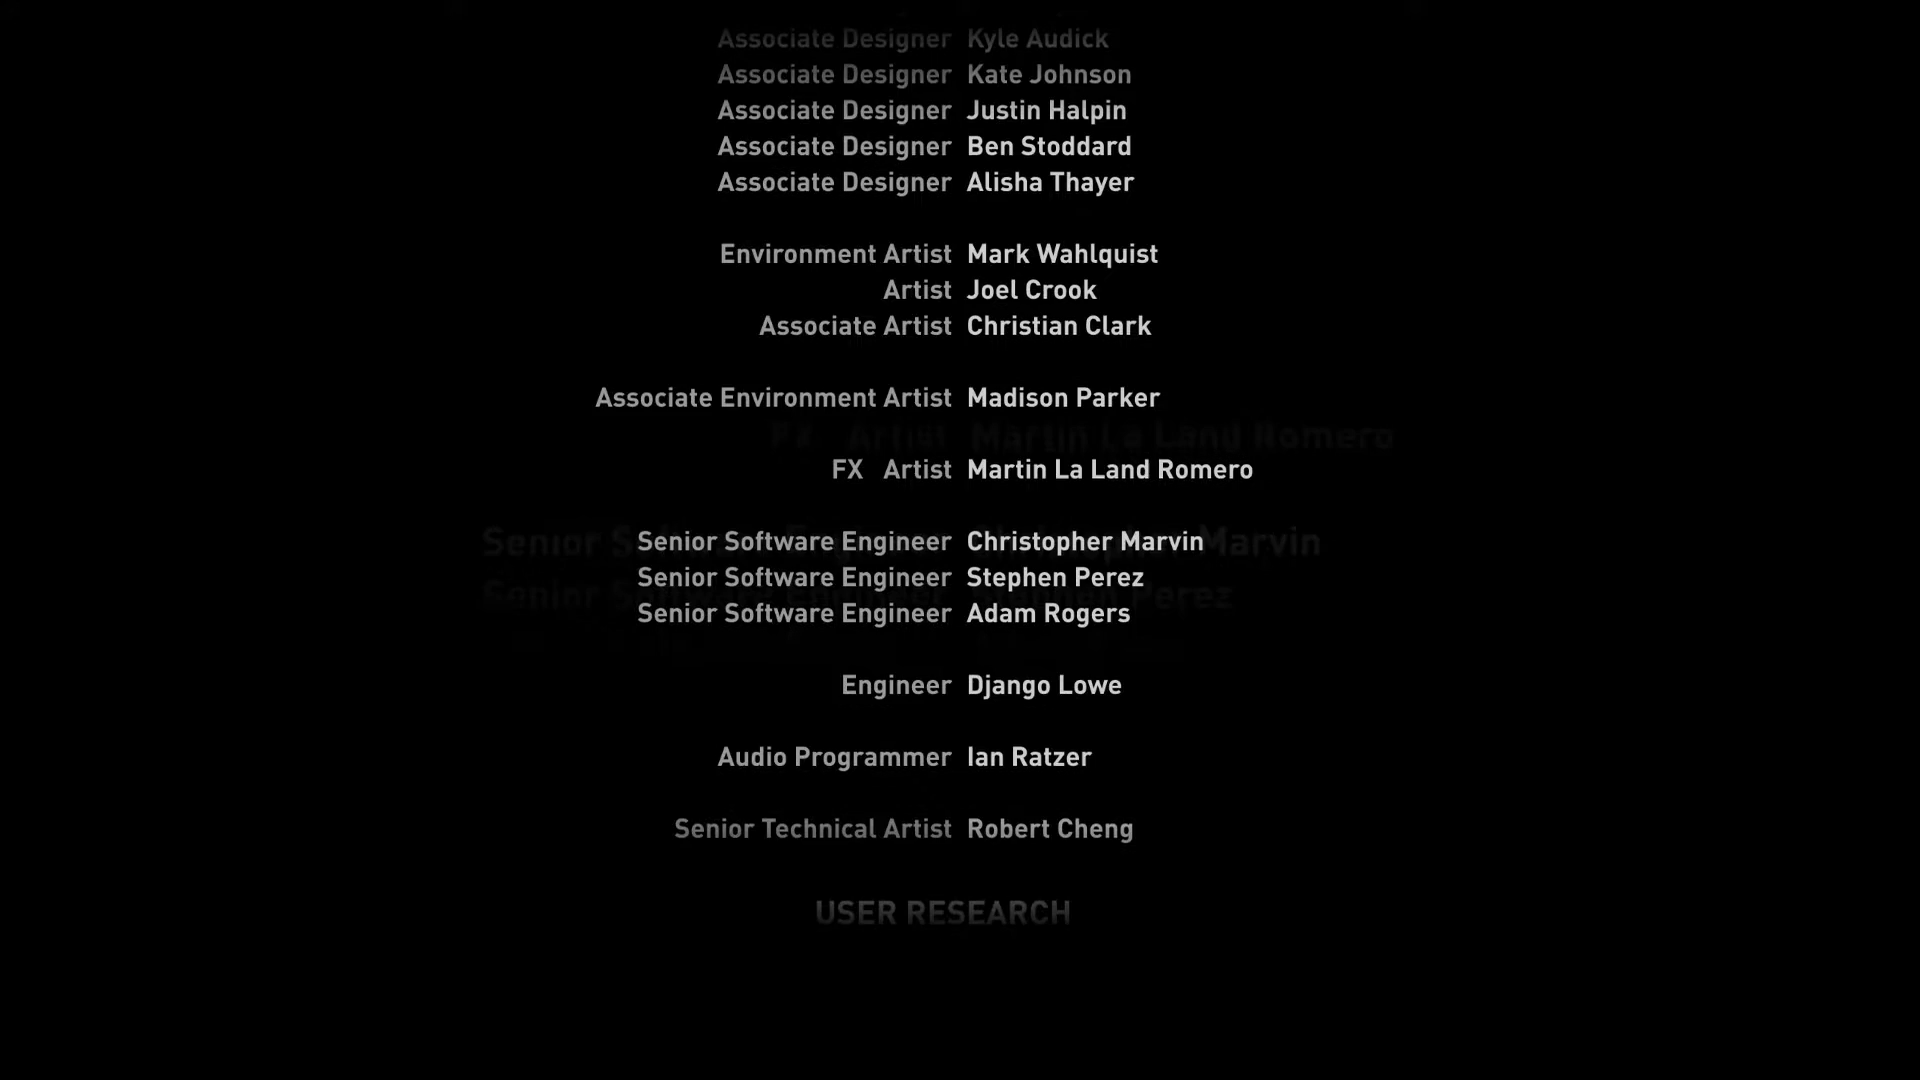 Associate Designer Kyle Audick
Associate Designer Kate Johnson
Associate Designer Justin Halpin
Associate Designer Ben Stoddard
Associate Designer Alisha Thayer
Environment Artist Mark Wahlquist
Artist Joel Crook
Associate Artist Christian Clark
Associate Environment Artist Madison Parker
FX Artist Martin La Land Romero
Senior Software Engineer Christopher Marvin
Senior Software Engineer Stephen Perez
Senior Software Engineer Adam Rogers
Engineer Django Lowe
Audio Programmer Ian Ratzer
Senior Technical Artist Robert Cheng
USER RESEARCH